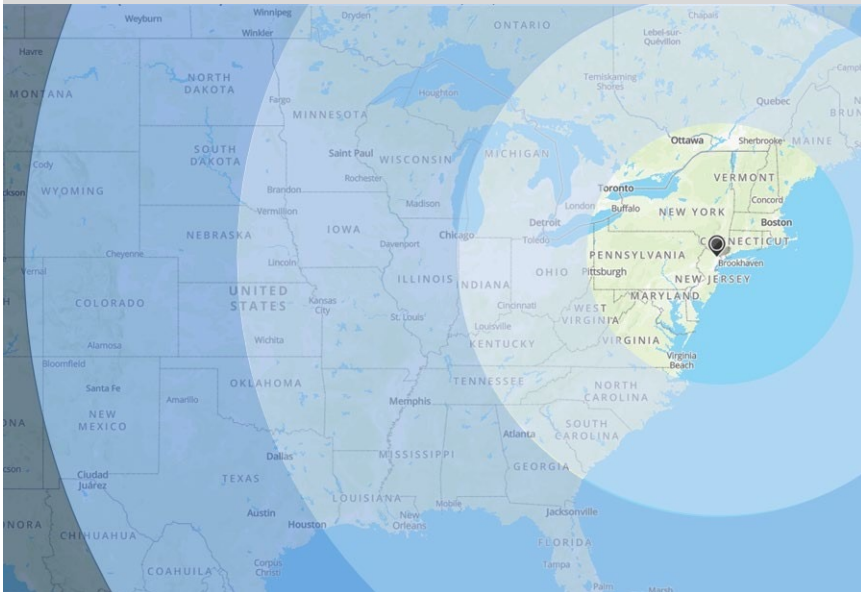 Dryden
Chapais
Winnipeg
Weyburn
ONTARIO
Winkler
Lebel-sur-
Quévillon
Havre
NORTH
DAKOTA
Temiskaming
Shores
MONTANA
Houghton
Fargo
Quebec
MINNESOTA
Ottawa
Sherbrooke
MAINE
SOUTH
DAKOTA
Saint Paul
WISCONSIN
MICHIGAN
Cody
Rochester
VERMONT
WYOMING
Brandon
Toronto
London
Concord
Madison
Buffalo
NEW YORK
Vermillion
Boston
Detroit
NEBRASKA
IOWA
Chicago
Toledo
CONNECTICUT
Davenport
Cheyenne
PENNSYLVANIA
Lincoln
Brookhaven
Vernal
OHIO
Pittsburgh
ILLINOIS
INDIANA
NEW JERSEY
UNITED
STATES
COLORADO
Kansas
City
MARYLAND
Cincinnati
WEST
VIRGINIA
St. Louis
Louisville
Wichita
KENTUCKY
VIRGINIA
Alamosa
Virginia
Beach
Bloomfield
Santa Fe
OKLAHOMA
TENNESSEE
NORTH
CAROLINA
Amarillo
Memphis
NEW
MEXICO
SOUTH
CAROLINA
Atlanta
Dallas
MISSISSIPPI
GEORGIA
Ciudad
Juárez
TEXAS
LOUISIANA
Mobile
Austin
New
Orleans
Jacksonville
Houston
CHIHUAHUA
FLORIDA
Corpus
Christi
Tampa
COAHUILA
Palm